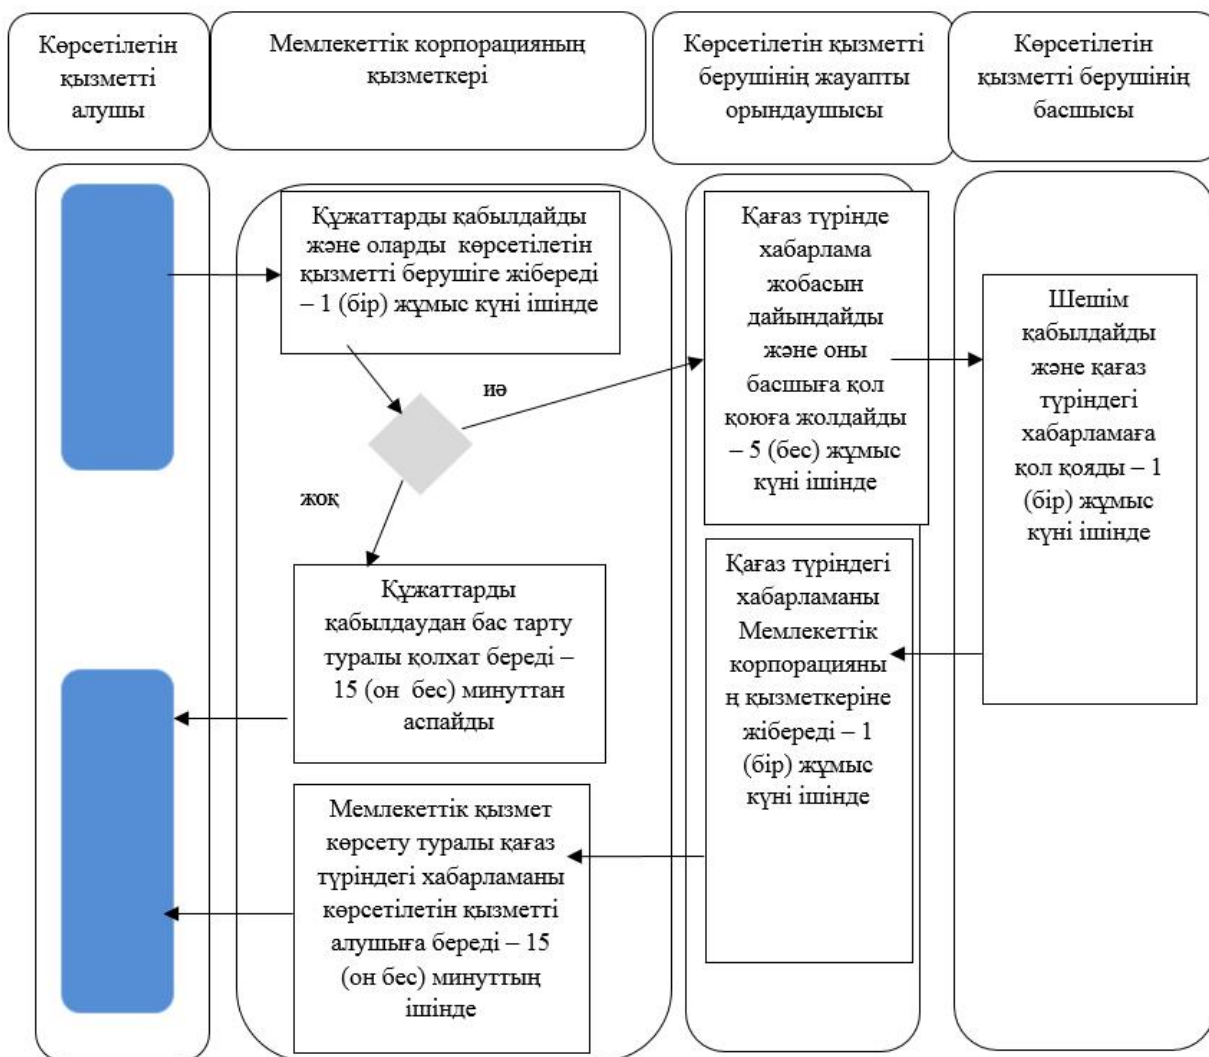 Көрсетілетін
қызметті
алушы
Мемлекеттік корпорацияның
қызметкері
Көрсетілетін қызметті
берушінің жауапты
орындаушысы
Көрсетілетін
қызметті берушінің
басшысы
Құжаттарды қабылдайды
және оларды көрсетілетін
қызметті берушіге жібереді
– 1 (бір) жұмыс күні ішінде
иә
жоқ
Құжаттарды
қабылдаудан бас тарту
туралы қолхат береді –
15 (он бес) минуттан
аспайды
Мемлекеттік қызмет
көрсету туралы қағаз
түріндегі хабарламаны
көрсетілетін қызметті
алушыға береді – 15
(он бес) минуттың
ішінде
Қағаз түрінде
хабарлама
жобасын
дайындайды
және оны
басшыға қол
қоюға жолдайды
– 5 (бес) жұмыс
күні ішінде
Қағаз түріндегі
хабарламаны
Мемлекеттік
корпорацияны
ң қызметкеріне
жібереді – 1
(бір) жұмыс
күні ішінде
Шешім
қабылдайды
және қағаз
түріндегі
хабарламаға
қол қояды – 1
(бір) жұмыс
күні ішінде